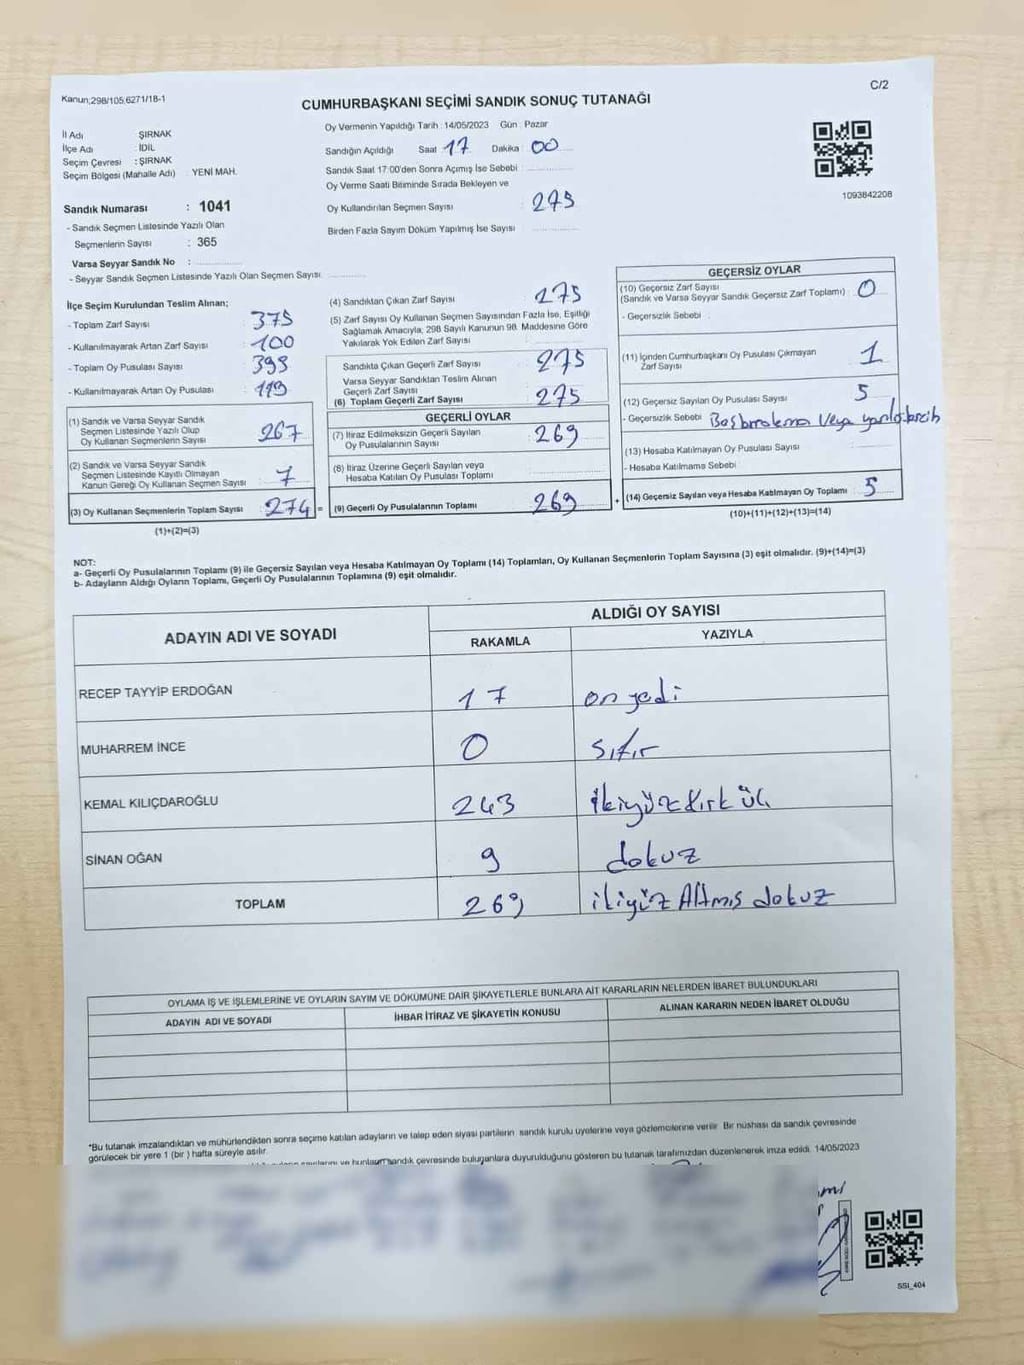 Kanun;298/105;6271/18-1
C/2
CUMHURBAŞKANI SEÇİMİ SANDIK SONUÇ TUTANAĞI
İl Adı ŞIRNAK
İlçe Adı : İDİL
Seçim Çevresi : ŞIRNAK
Seçim Bölgesi (Mahalle Adı) : YENİ MAH.
Sandık Numarası : 1041
- Sandık Seçmen Listesinde Yazılı Olan
Seçmenlerin Sayısı : 365
Varsa Seyyar Sandık No :
- Seyyar Sandık Seçmen Listesinde Yazılı Olan Seçmen Sayısı
Oy Vermenin Yapıldığı Tarih : 14/05/2023 Gün : Pazar
Sandığın Açıldığı Saat 17 Dakika 00
Sandık Saat 17:00'den Sonra Açılmış İse Sebebi :
Oy Verme Saati Bitiminde Sırada Bekleyen ve
Oy Kullandırılan Seçmen Sayısı : 275
Birden Fazla Sayım Döküm Yapılmış İse Sayısı
1093842208
İlçe Seçim Kurulundan Teslim Alınan;
- Toplam Zarf Sayısı 375
- Kullanılmayarak Artan Zarf Sayısı : 100
- Toplam Oy Pusulası Sayısı
- Kullanılmayarak Artan Oy Pusulası
(1) Sandık ve Varsa Seyyar Sandık
Seçmen Listesinde Yazılı Olup
Oy Kullanan Seçmenlerin Sayısı 267
(2) Sandık ve Varsa Seyyar Sandık
Seçmen Listesinde Kayıtlı Olmayan
Kanun Gereği Oy Kullanan Seçmen Sayısı 7
(3) Oy Kullanan Seçmenlerin Toplam Sayısı 274 =
(1)+(2)=(3)
(4) Sandıktan Çıkan Zarf Sayısı 275
(5) Zarf Sayısı Oy Kullanan Seçmen Sayısından Fazla İse, Eşitliği
Sağlamak Amacıyla, 298 Sayılı Kanunun 98. Maddesine Göre
Yakılarak Yok Edilen Zarf Sayısı
Sandıkta Çıkan Geçerli Zarf Sayısı 275
Varsa Seyyar Sandıktan Teslim Alınan
Geçerli Zarf Sayısı
(6) Toplam Geçerli Zarf Sayısı 275
GEÇERLİ OYLAR
(7) İtiraz Edilmeksizin Geçerli Sayılan
Oy Pusulalarının Sayısı : 269
(8) İtiraz Üzerine Geçerli Sayılan veya
Hesaba Katılan Oy Pusulası Toplamı
(9) Geçerli Oy Pusulalarının Toplamı 269 +
GEÇERSİZ OYLAR
(10) Geçersiz Zarf Sayısı
(Sandık ve Varsa Seyyar Sandık Geçersiz Zarf Toplamı) : 0
- Geçersizlik Sebebi :
(11) İçinden Cumhurbaşkanı Oy Pusulası Çıkmayan
Zarf Sayısı 1
(12) Geçersiz Sayılan Oy Pusulası Sayısı 5
- Geçersizlik Sebebi veya
(13) Hesaba Katılmayan Oy Pusulası Sayısı
- Hesaba Katılmama Sebebi
(14) Geçersiz Sayılan veya Hesaba Katılmayan Oy Toplamı 5
(10)+(11)+(12)+(13)=(14)
NOT:
a- Geçerli Oy Pusulalarının Toplamı (9) ile Geçersiz Sayılan veya Hesaba Katılmayan Oy Toplamı (14) Toplamları, Oy Kullanan Seçmenlerin Toplam Sayısına (3) eşit olmalıdır. (9)+(14)=(3)
b- Adayların Aldığı Oyların Toplamı, Geçerli Oy Pusulalarının Toplamına (9) eşit olmalıdır.
ADAYIN ADI VE SOYADI
ALDIĞI OY SAYISI
RAKAMLA YAZIYLA
RECEP TAYYİP ERDOĞAN 17 on yedi
MUHARREM İNCE 0 sıfır
KEMAL KILIÇDAROĞLU 243 ikiyüz kırk üç
SİNAN OĞAN 9 dokuz
TOPLAM 269 ikiyüz Altmış dokuz
OYLAMA İŞ VE İŞLEMLERİNE VE OYLARIN SAYIM VE DÖKÜMÜNE DAİR ŞİKAYETLERLE BUNLARA AİT KARARLARIN NELERDEN İBARET BULUNDUKLARI
ADAYIN ADI VE SOYADI İHBAR İTİRAZ VE ŞİKAYETİN KONUSU ALINAN KARARIN NEDEN İBARET OLDUĞU
*Bu tutanak imzalandıktan ve mühürlendikten sonra seçime katılan adayların ve talep eden siyasi partilerin sandık kurulu üyelerine veya gözlemcilerine verilir. Bir nüshası da sandık çevresinde
görülecek bir yere 1 (bir) hafta süreyle asılır.
sandık çevresinde bulunanlara duyurulduğunu gösteren bu tutanak tarafımızdan düzenlenerek imza edildi. 14/05/2023
SSI_404